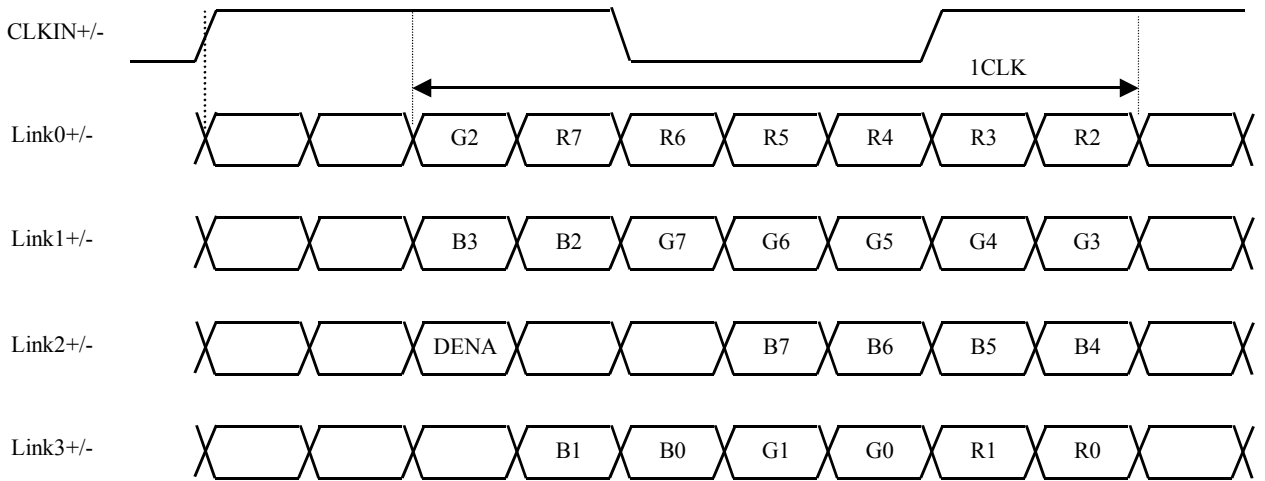 CLKIN+/-
1CLK
Link0+/- G2 R7 R6 R5 R4 R3 R2
Link1+/- B3 B2 G7 G6 G5 G4 G3
Link2+/- DENA B7 B6 B5 B4
Link3+/- B1 B0 G1 G0 R1 R0